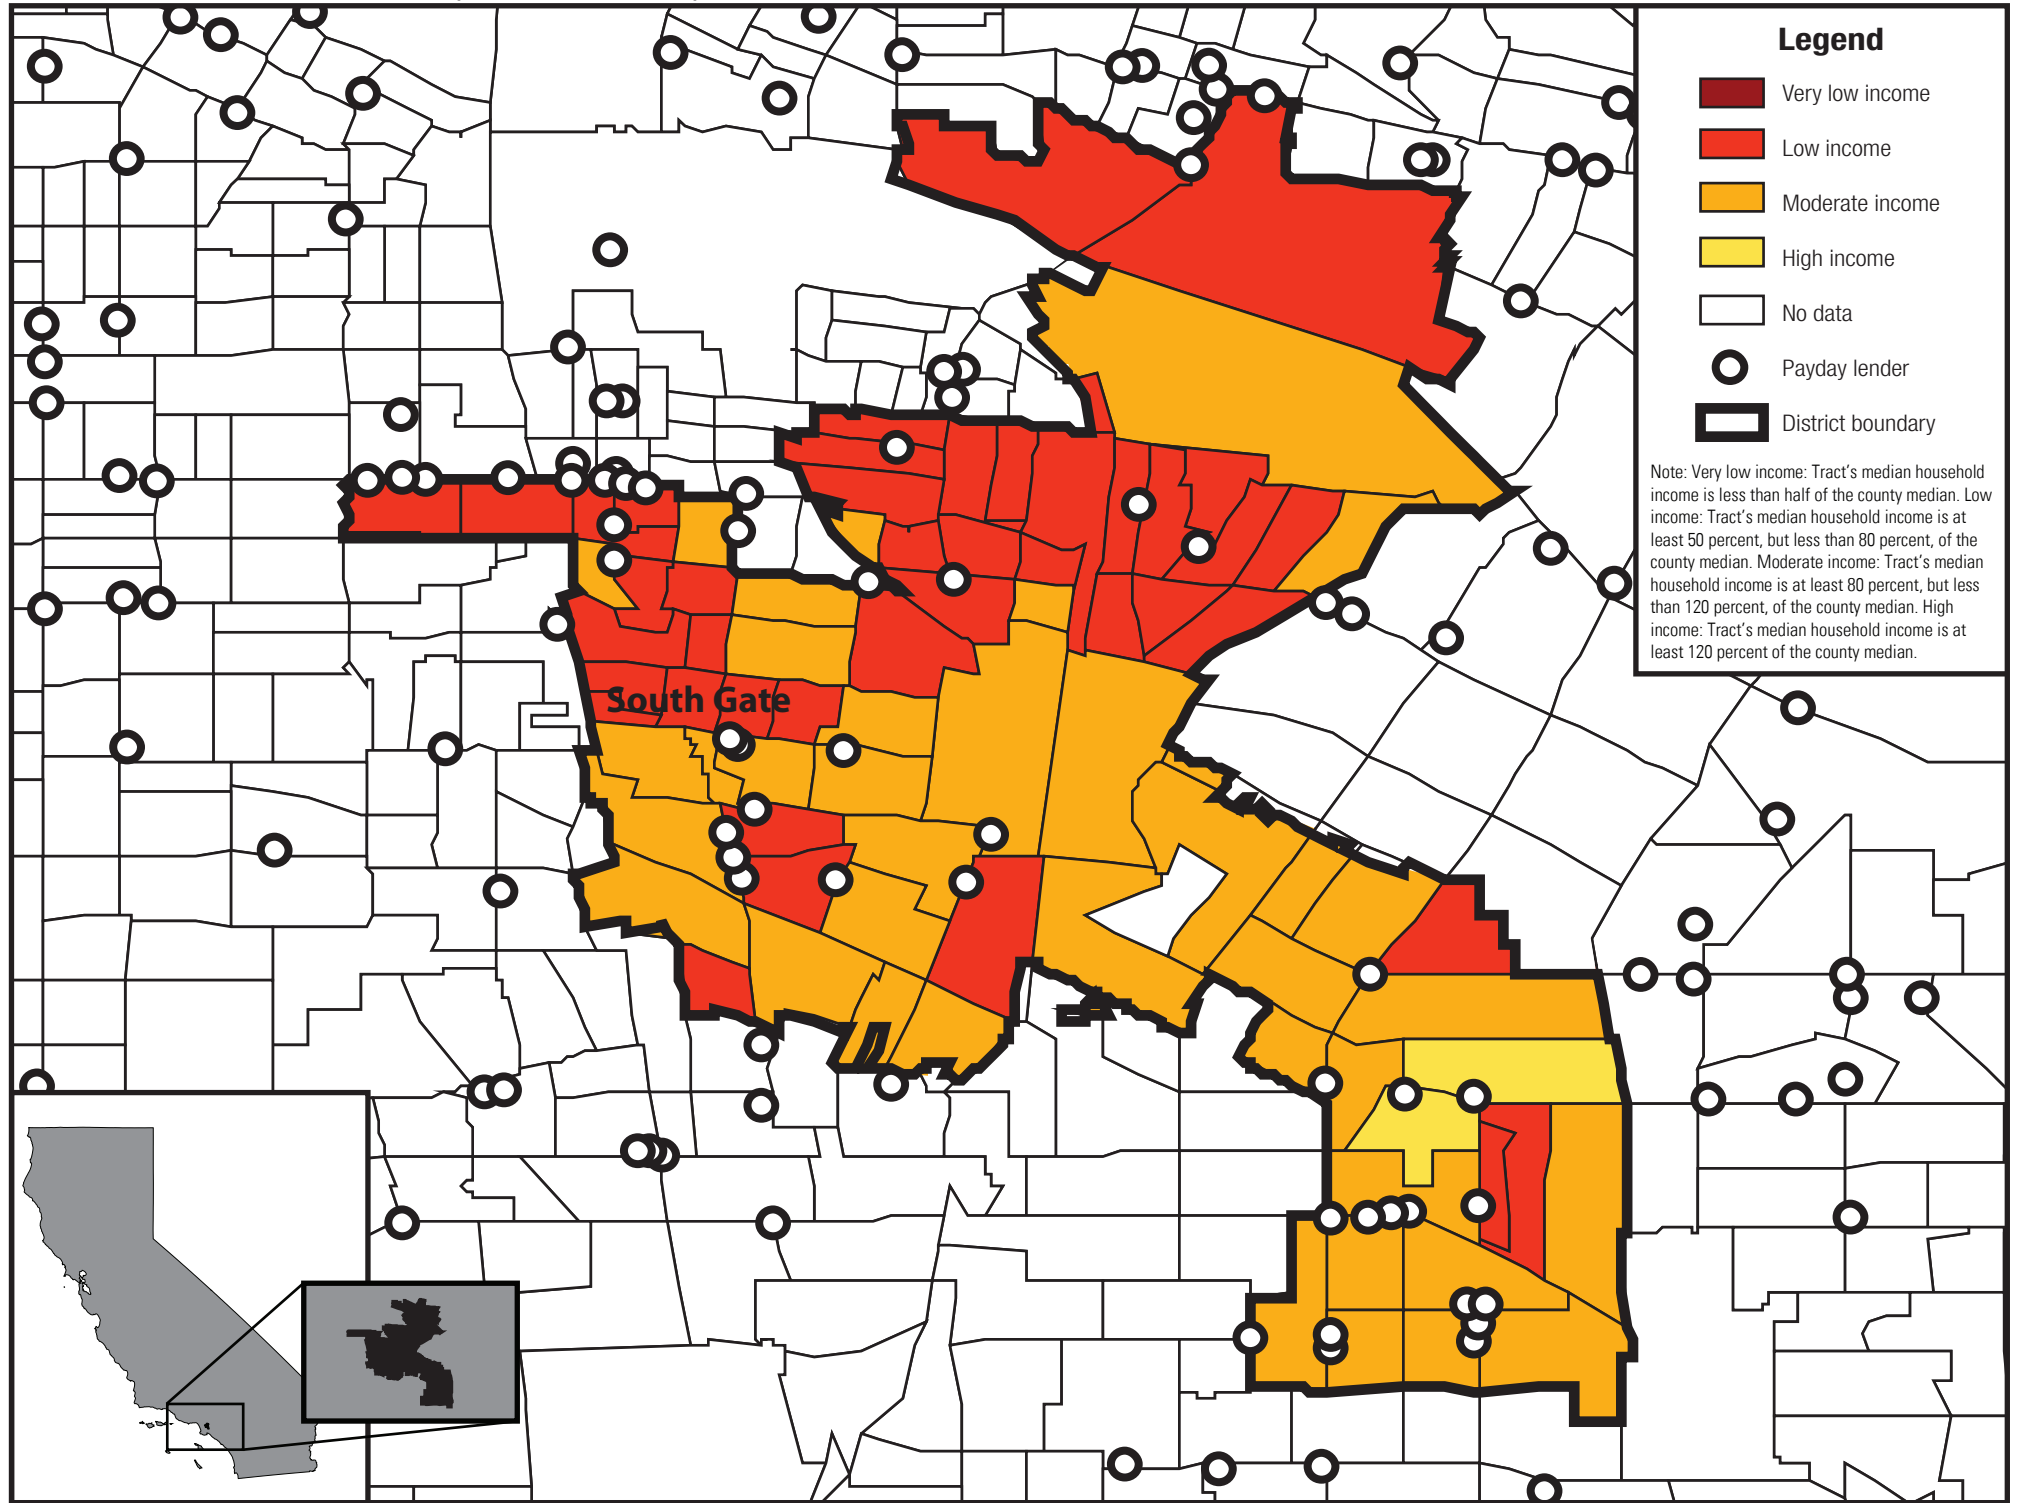 Legend
Very low income
Low income
Moderate income
High income
No data
Payday lender
District boundary
Note: Very low income: Tract's median household
income is less than half of the county median. Low
income: Tract's median household income is at
least 50 percent, but less than 80 percent, of the
county median. Moderate income: Tract's median
household income is at least 80 percent, but less
than 120 percent, of the county median. High
income: Tract's median household income is at
least 120 percent of the county median.
South Gate